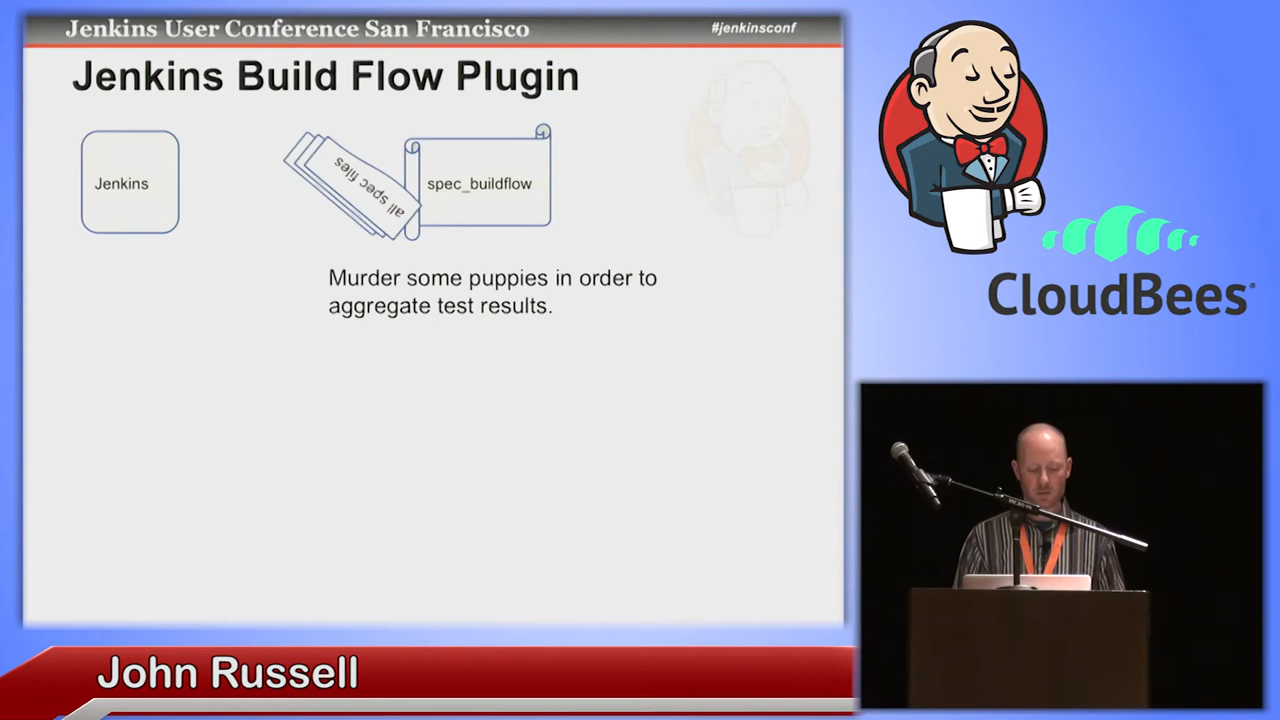 Jenkins User Conference San Francisco
#jenkinsconf
Jenkins Build Flow Plugin
Jenkins
all spec files
spec_buildflow
Murder some puppies in order to
aggregate test results.
CloudBees
John Russell